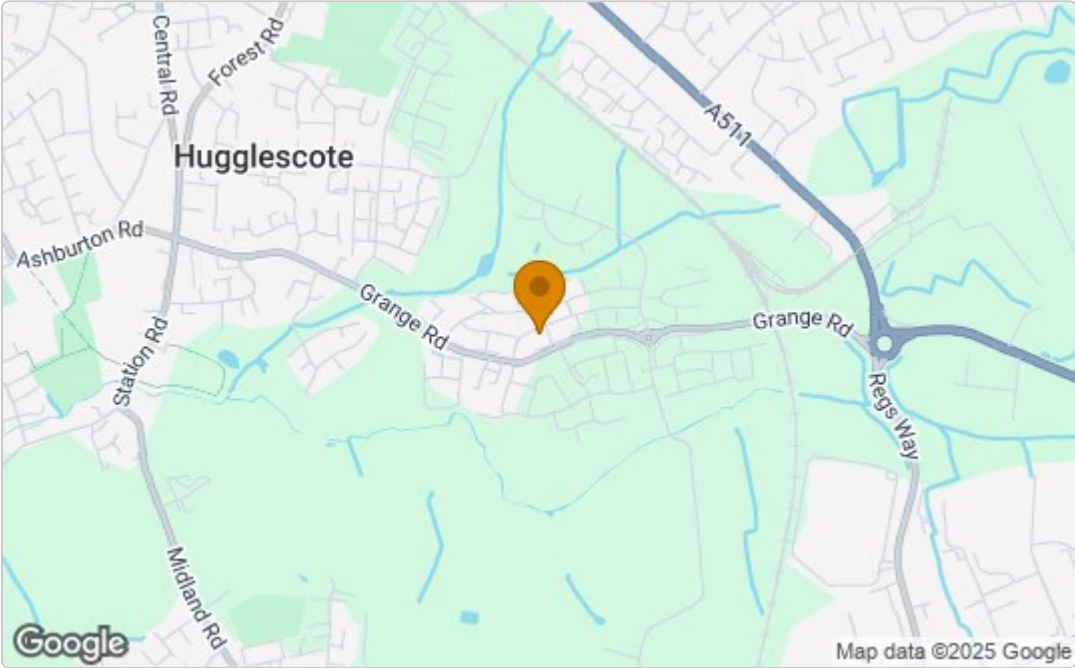 Central Rd
Forest Rd
A511
Hugglescote
Ashburton Rd
Grange Rd
Grange Rd
Station Rd
Regs Way
Midland Rd
Google
Map data ©2025 Google